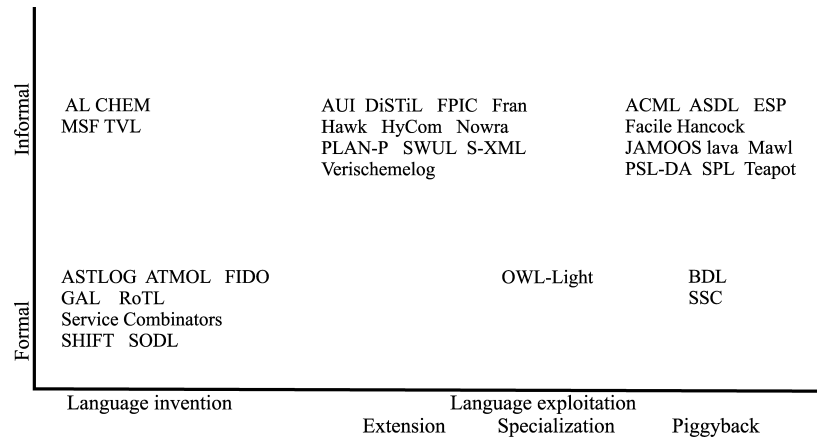 Informal
AL CHEM
MSF TVL
AUI DiSTiL FPIC Fran
Hawk HyCom Nowra
PLAN-P SWUL S-XML
Verischemelog
ACML ASDL ESP
Facile Hancock
JAMOOS lava Mawl
PSL-DA SPL Teapot
Formal
ASTLOG ATMOL FIDO
GAL RoTL
Service Combinators
SHIFT SODL
OWL-Light
BDL
SSC
Language invention
Language exploitation
Extension
Specialization
Piggyback